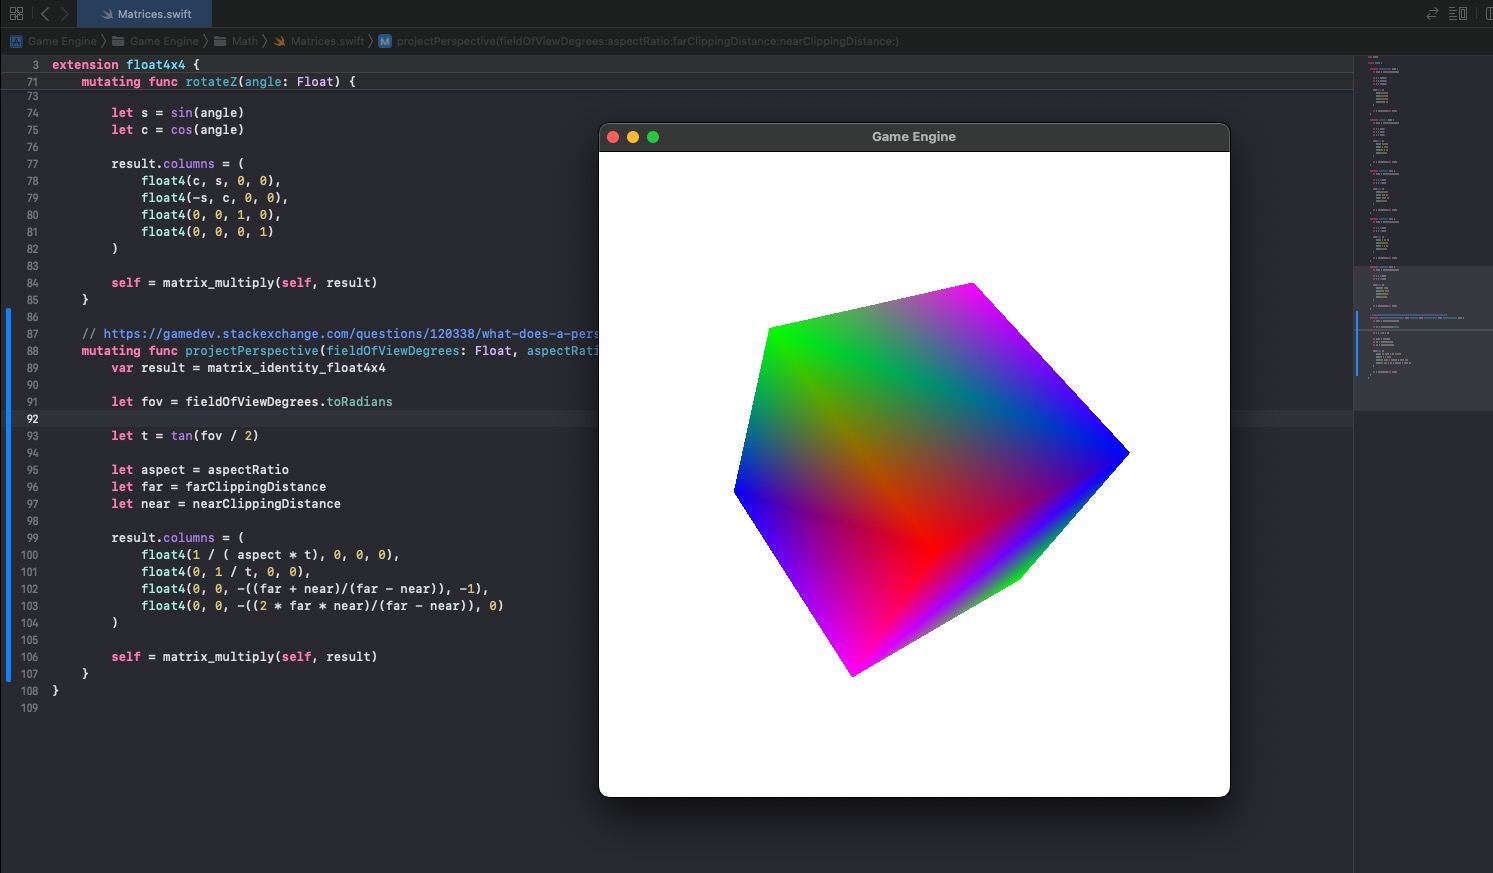 Matrices.swift
Game Engine
Game Engine
Math
Matrices.swift
M
projectPerspective(fieldOfViewDegrees:aspectRatio:farClippingDistance:nearClippingDistance:)
3 extension float4x4 {
71 mutating func rotateZ(angle: Float) {
73
74 let s = sin(angle)
75 let c = cos(angle)
76
77 result.columns = (
78 float4(c, s, 0, 0),
79 float4(-s, c, 0, 0),
80 float4(0, 0, 1, 0),
81 float4(0, 0, 0, 1)
82 )
83
84 self = matrix_multiply(self, result)
85 }
86
87 // https://gamedev.stackexchange.com/questions/120338/what-does-a-pers
88 mutating func projectPerspective(fieldOfViewDegrees: Float, aspectRati
89 var result = matrix_identity_float4x4
90
91 let fov = fieldOfViewDegrees.toRadians
92
93 let t = tan(fov / 2)
94
95 let aspect = aspectRatio
96 let far = farClippingDistance
97 let near = nearClippingDistance
98
99 result.columns = (
100 float4(1 / ( aspect * t), 0, 0, 0),
101 float4(0, 1 / t, 0, 0),
102 float4(0, 0, -((far + near)/(far - near)), -1),
103 float4(0, 0, -((2 * far * near)/(far - near)), 0)
104 )
105
106 self = matrix_multiply(self, result)
107 }
108 }
109
Game Engine